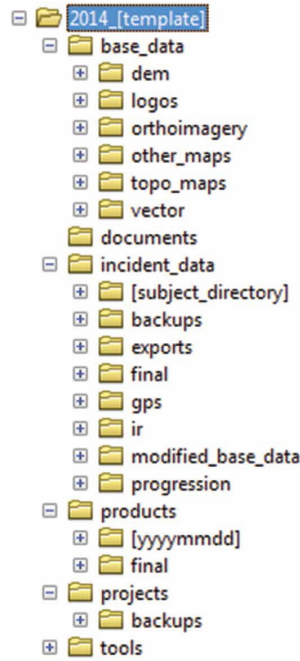 2014_[template]
base_data
dem
logos
orthoimagery
other_maps
topo_maps
vector
documents
incident_data
[subject_directory]
backups
exports
final
gps
ir
modified_base_data
progression
products
[yyyymmdd]
final
projects
backups
tools